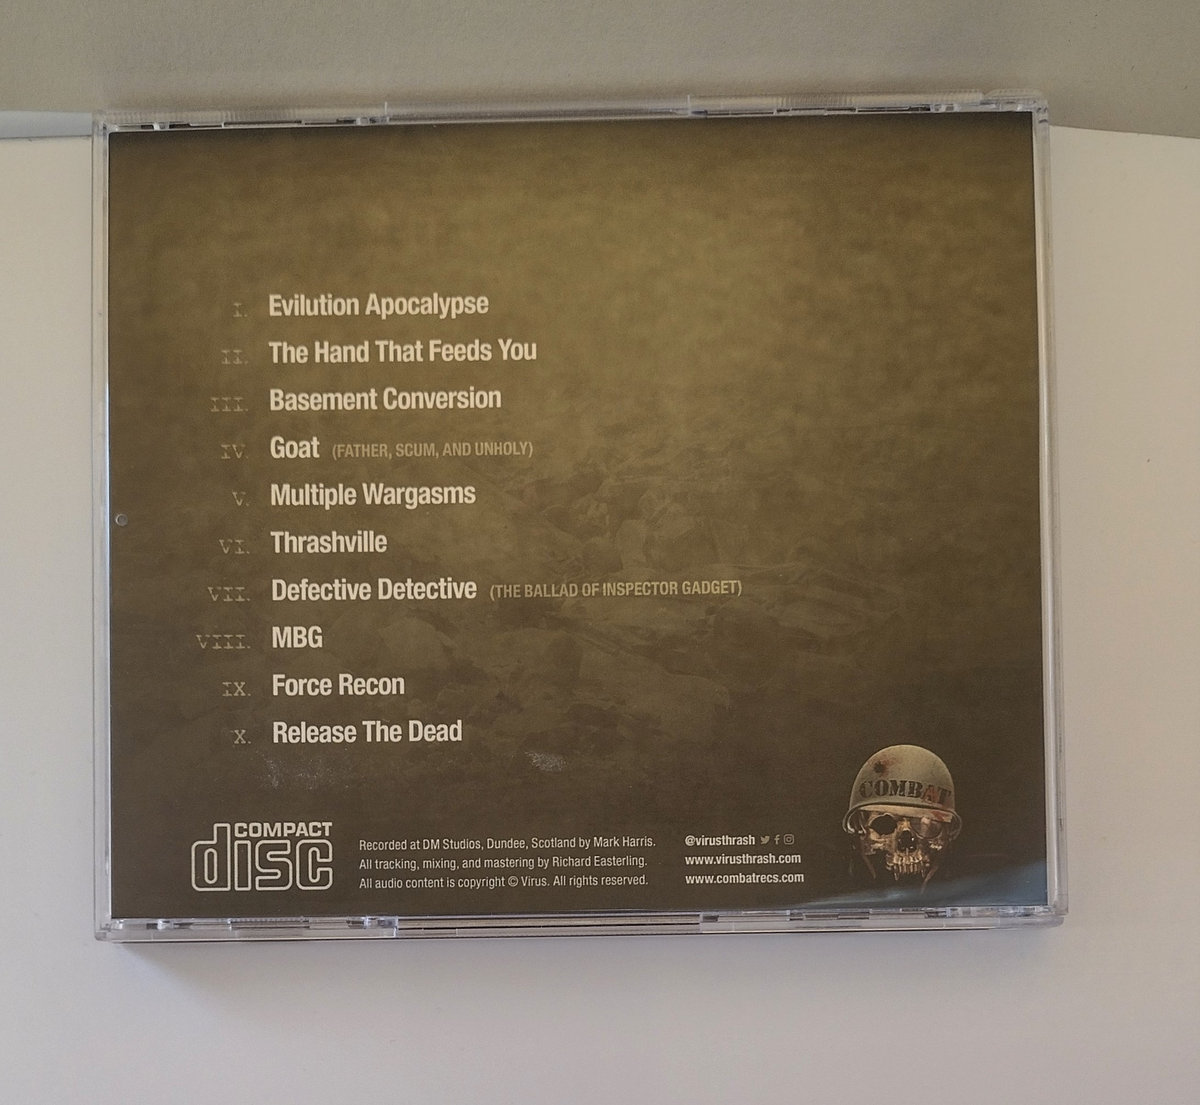 I. Evilution Apocalypse
II. The Hand That Feeds You
III. Basement Conversion
IV. Goat (FATHER, SCUM, AND UNHOLY)
V. Multiple Wargasms
VI. Thrashville
VII. Defective Detective (THE BALLAD OF INSPECTOR GADGET)
VIII. MBG
IX. Force Recon
X. Release The Dead
COMBAT
COMPACT
disc
Recorded at DM Studios, Dundee, Scotland by Mark Harris.
All tracking, mixing, and mastering by Richard Easterling.
All audio content is copyright © Virus. All rights reserved.
@virusthrash
www.virusthrash.com
www.combatrecs.com